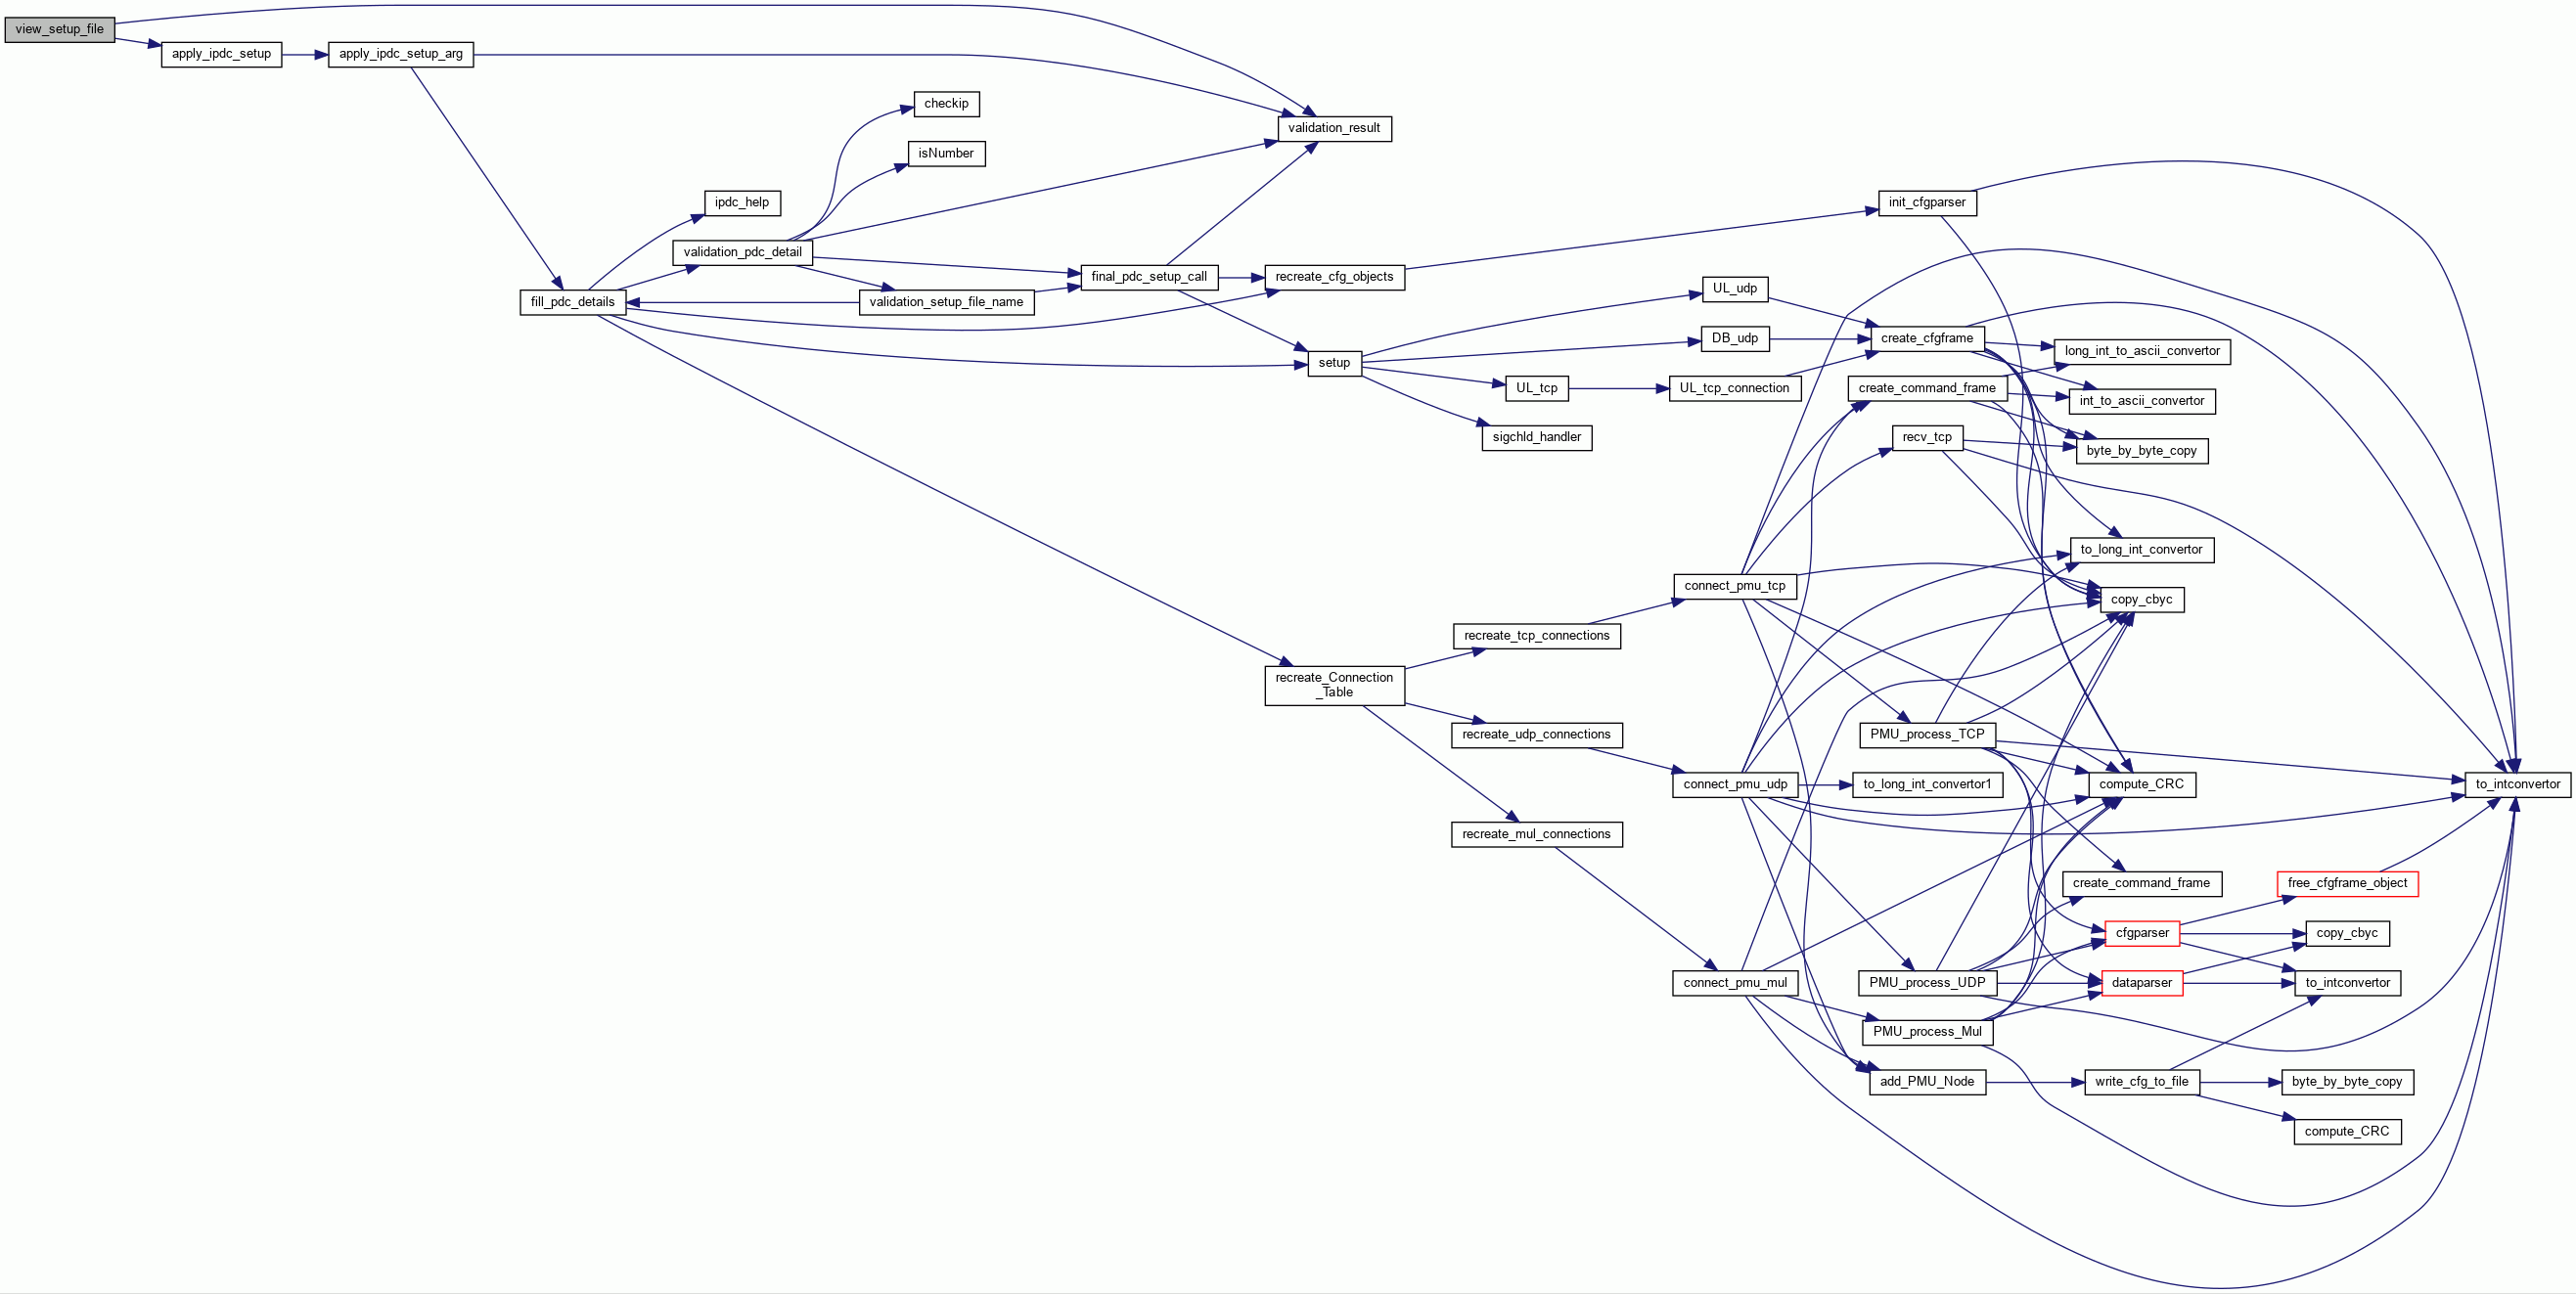 view_setup_file
apply_ipdc_setup
apply_ipdc_setup_arg
checkip
validation_result
isNumber
ipdc_help
init_cfgparser
validation_pdc_detail
final_pdc_setup_call
recreate_cfg_objects
fill_pdc_details
validation_setup_file_name
UL_udp
DB_udp
create_cfgframe
long_int_to_ascii_convertor
setup
UL_tcp
UL_tcp_connection
create_command_frame
int_to_ascii_convertor
sigchld_handler
recv_tcp
byte_by_byte_copy
to_long_int_convertor
connect_pmu_tcp
copy_cbyc
recreate_tcp_connections
recreate_Connection
_Table
recreate_udp_connections
PMU_process_TCP
connect_pmu_udp
to_long_int_convertor1
compute_CRC
to_intconvertor
recreate_mul_connections
create_command_frame
free_cfgframe_object
cfgparser
copy_cbyc
connect_pmu_mul
PMU_process_UDP
dataparser
to_intconvertor
PMU_process_Mul
add_PMU_Node
write_cfg_to_file
byte_by_byte_copy
compute_CRC